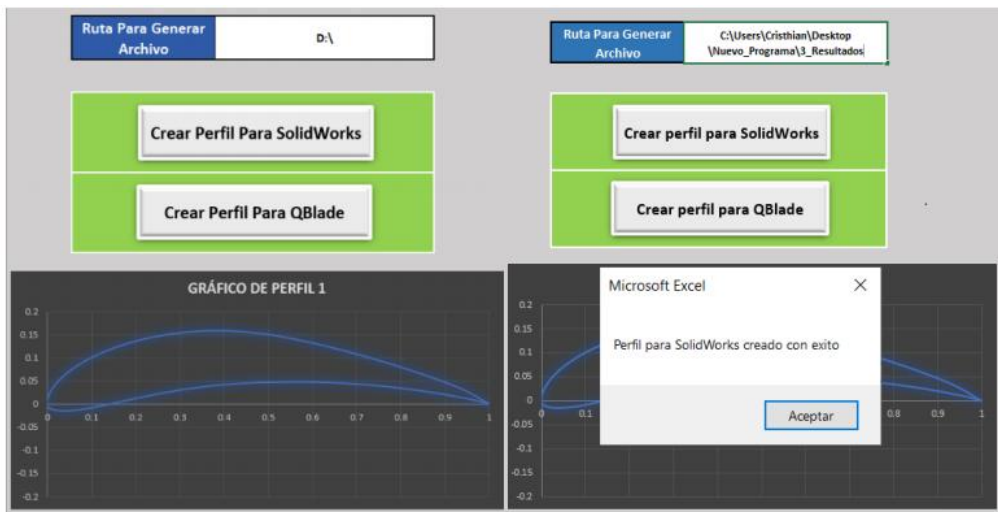 Ruta Para Generar
Archivo
D:\
Crear Perfil Para SolidWorks
Crear Perfil Para QBlade
GRÁFICO DE PERFIL 1
0.2
0.15
0.1
0.05
0
-0.05
-0.1
-0.15
-0.2
0 0.1 0.2 0.3 0.4 0.5 0.6 0.7 0.8 0.9 1
Ruta Para Generar
Archivo
C:\Users\Cristhian\Desktop
\Nuevo_Programa\3_Resultados
Crear perfil para SolidWorks
Crear perfil para QBlade
0.2
0.15
0.1
0.05
0
-0.05
-0.1
-0.15
-0.2
0 0.1 0.8 0.9 1
Microsoft Excel
Perfil para SolidWorks creado con exito
Aceptar